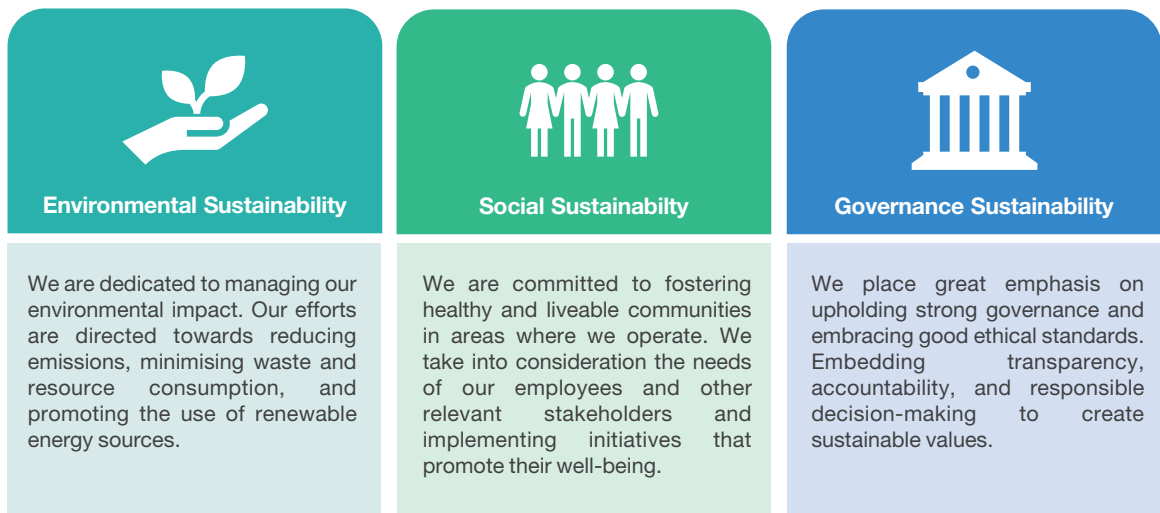 Environmental Sustainability
We are dedicated to managing our
environmental impact. Our efforts
are directed towards reducing
emissions, minimising waste and
resource consumption, and
promoting the use of renewable
energy sources.
Social Sustainabilty
We are committed to fostering
healthy and liveable communities
in areas where we operate. We
take into consideration the needs
of our employees and other
relevant stakeholders and
implementing initiatives that
promote their well-being.
Governance Sustainability
We place great emphasis on
upholding strong governance and
embracing good ethical standards.
Embedding transparency,
accountability, and responsible
decision-making to create
sustainable values.